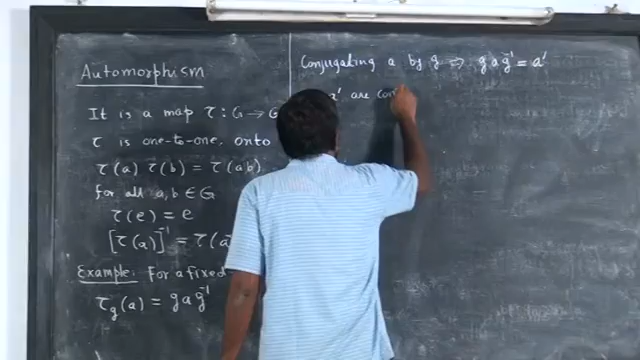 Automorphism
It is a map τ : G → G
τ is one-to-one, onto
τ(a) τ(b) = τ(ab)
for all a, b ∈ G
τ(e) = e
[τ(a)]⁻¹ = τ(a⁻¹
Example: For a fixed
τ_g(a) = g a g⁻¹
Conjugating a by g ⇔ g a g⁻¹ = a'
a' are con